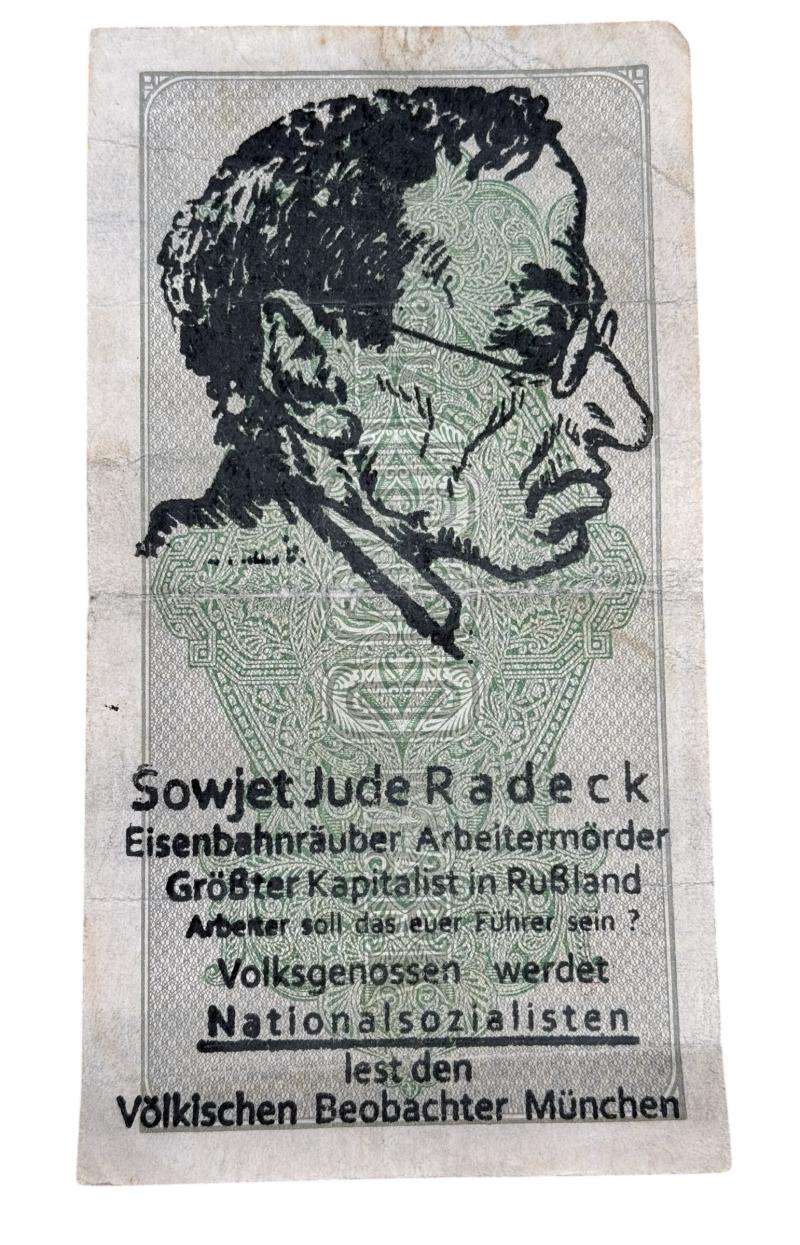 Sowjet Jude Radeck
Eisenbahnräuber Arbeitermörder
Größter Kapitalist in Rußland
Arbeiter soll das euer Führer sein ?
Volksgenossen werdet
Nationalsozialisten
lest den
Völkischen Beobachter München